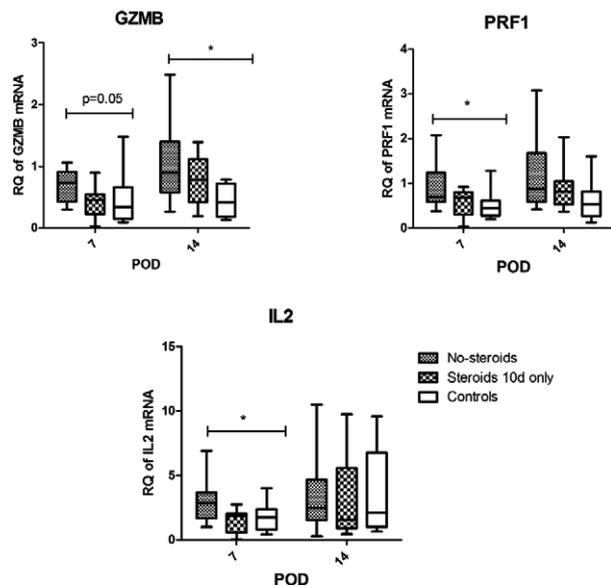 GZMB
RQ of GZMB mRNA
3
2
1
0
p=0.05
*
7
14
POD
PRF1
RQ of PRF1 mRNA
4
3
2
1
0
*
7
14
POD
IL2
RQ of IL2 mRNA
15
10
5
0
*
7
14
POD
No-steroids
Steroids 10d only
Controls